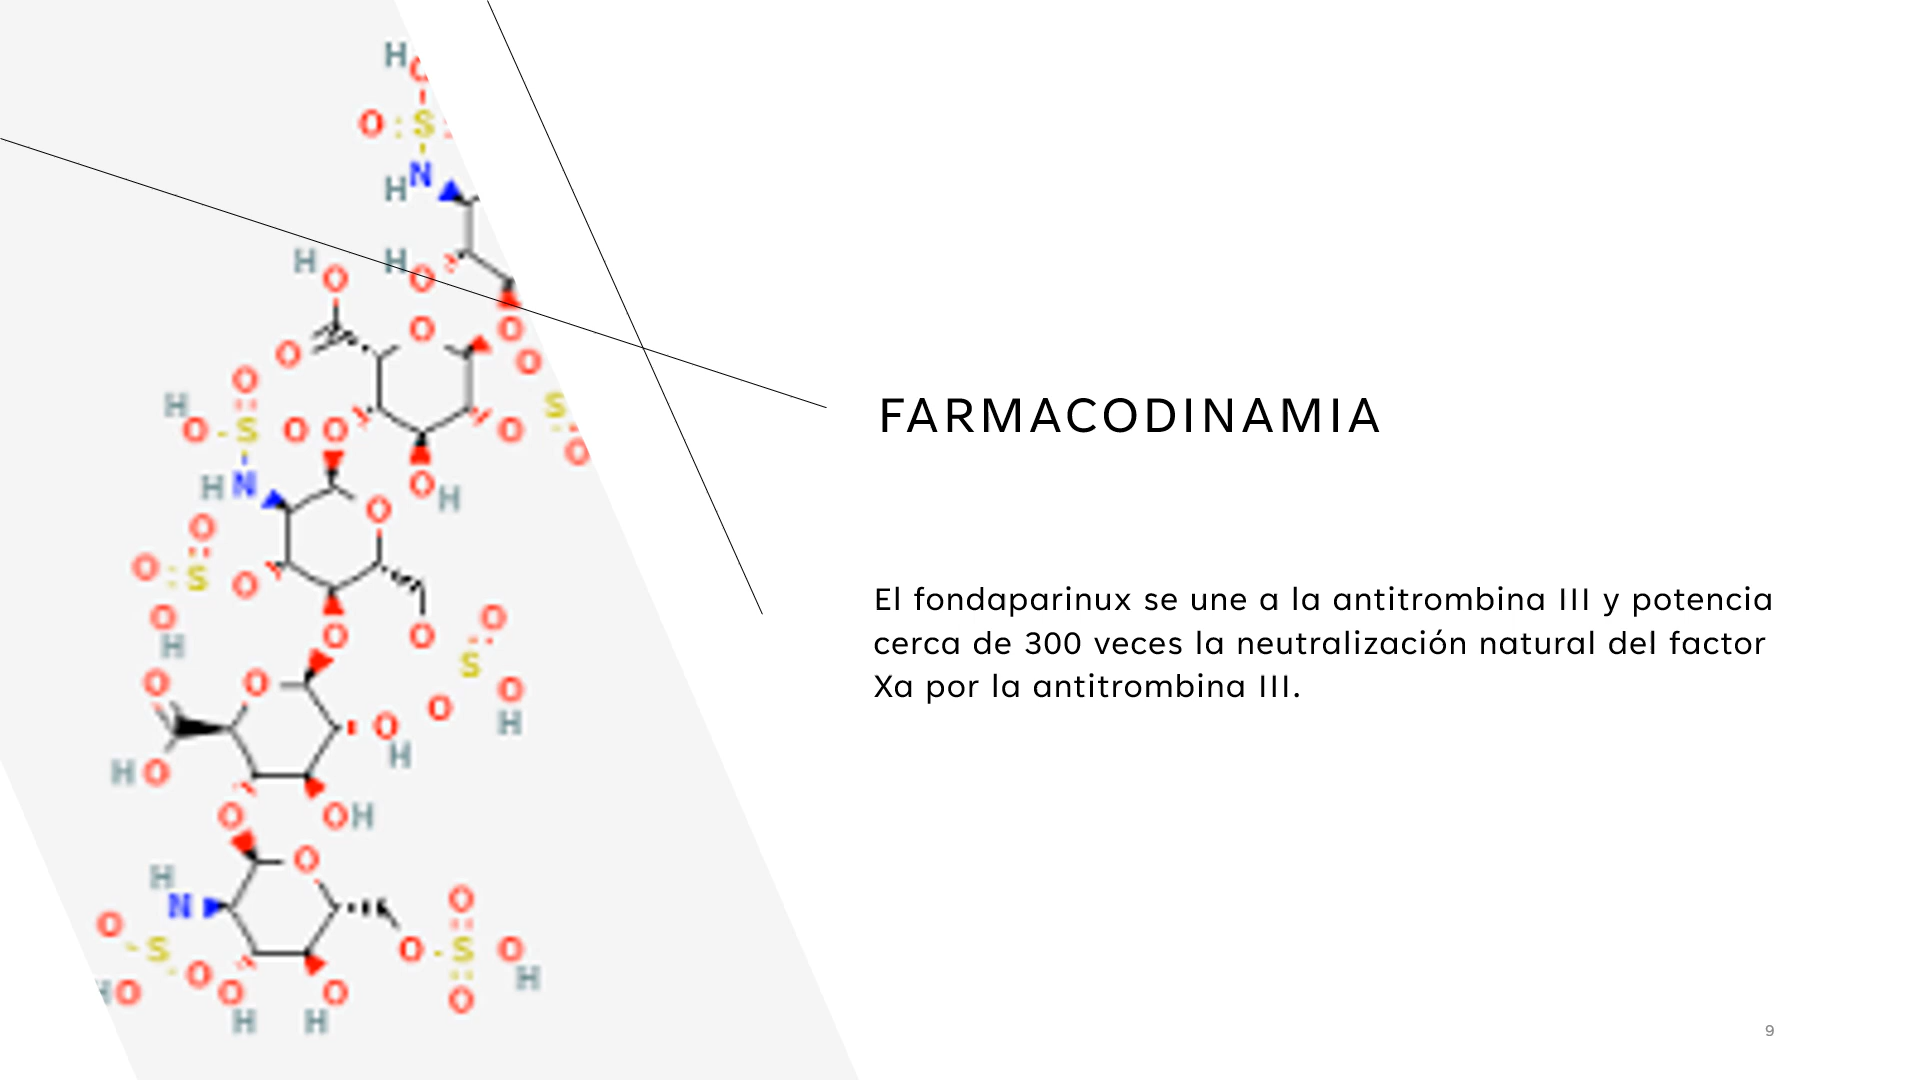 FARMACODINAMIA
El fondaparinux se une a la antitrombina III y potencia
cerca de 300 veces la neutralización natural del factor
Xa por la antitrombina III.
9